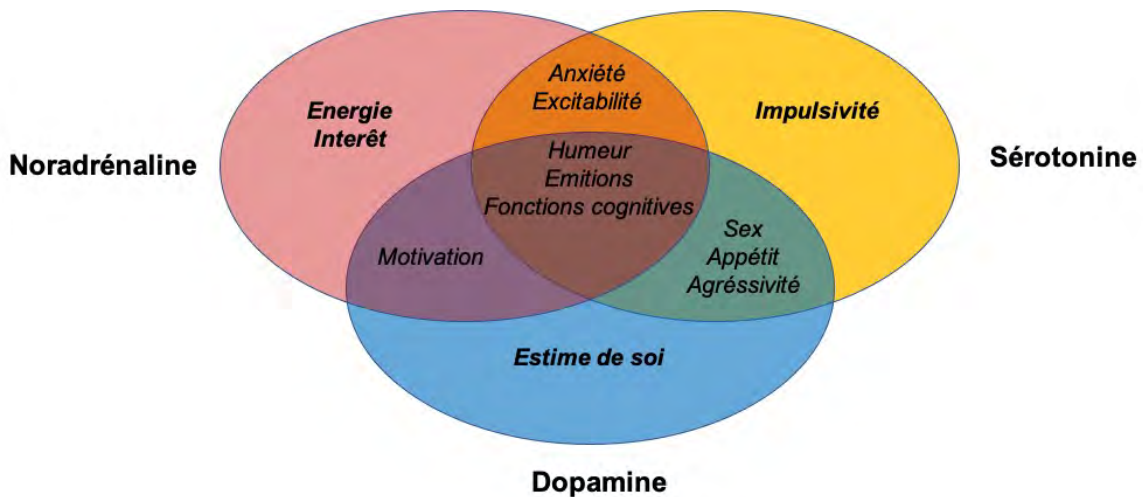 Anxiété
Excitabilité
Energie
Interêt
Impulsivité
Noradrénaline
Sérotonine
Humeur
Emitions
Fonctions cognitives
Motivation
Sex
Appétit
Agréssivité
Estime de soi
Dopamine